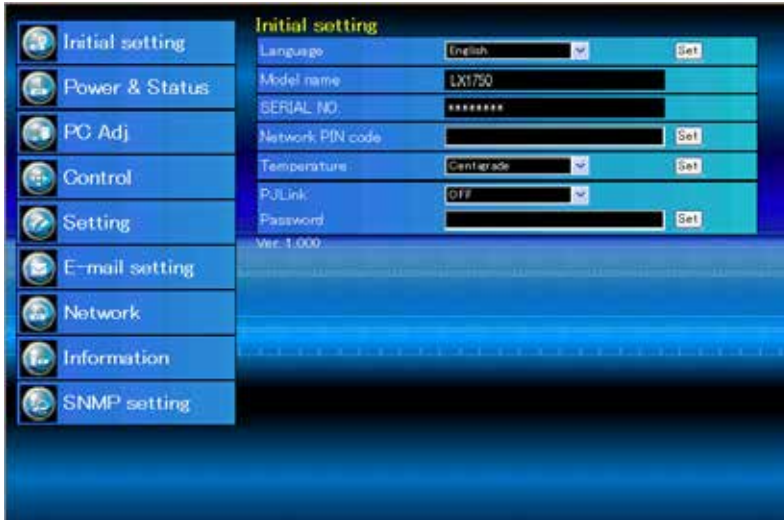 Initial setting
Power & Status
PC Adj.
Control
Setting
E-mail setting
Network
Information
SNMP setting
Initial setting
Language English Set
Model name LX1750
SERIAL NO. ********
Network PIN code Set
Temperature Centigrade Set
PJLink OFF
Password Set
Ver. 1.000